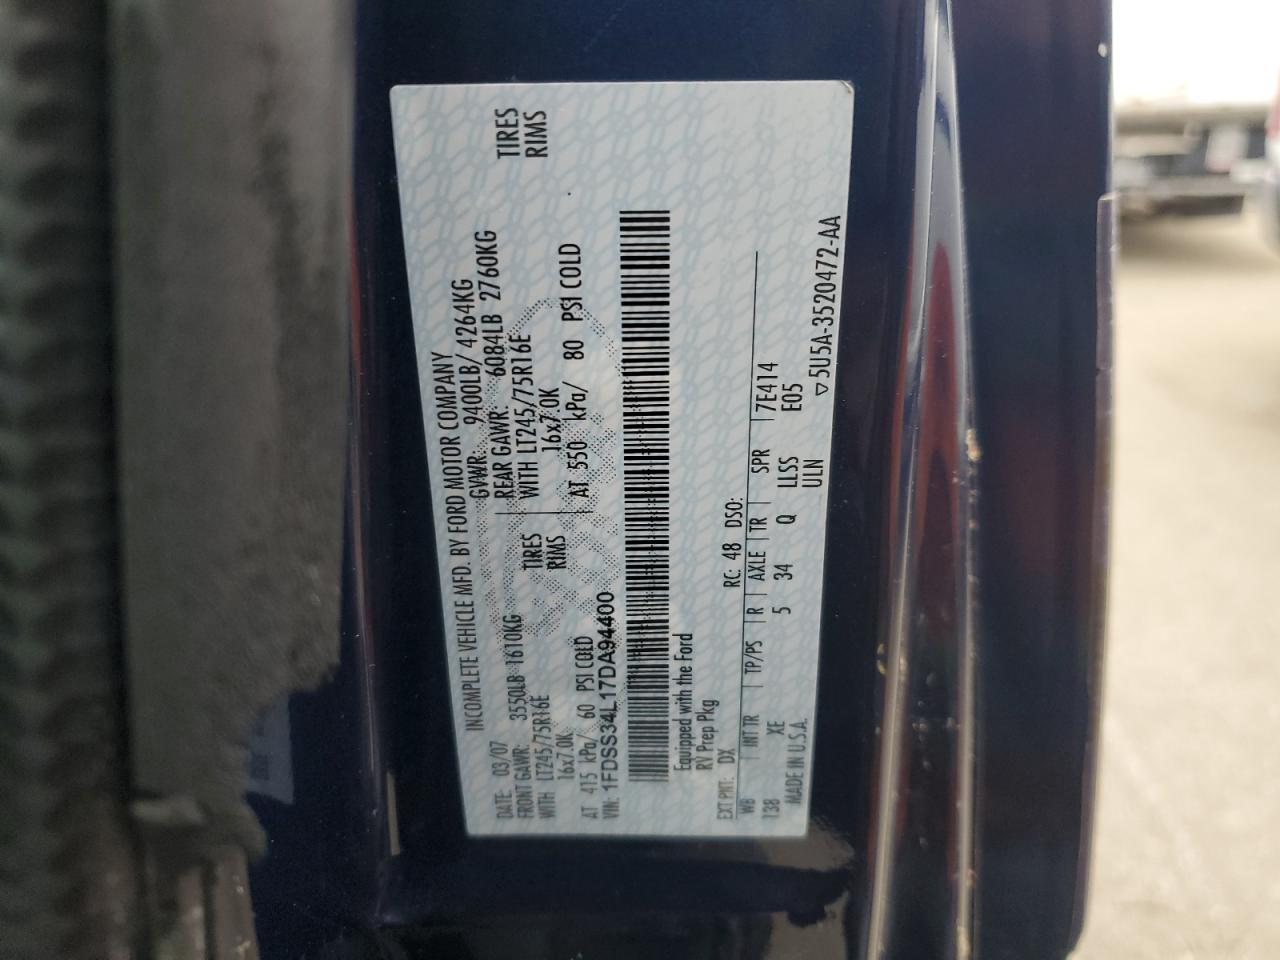 INCOMPLETE VEHICLE MFD. BY FORD MOTOR COMPANY
DATE: 03/07 GVWR: 9400LB/ 4264KG
FRONT GAWR: 3550LB 1610KG REAR GAWR: 6084LB 2760KG
WITH LT245/75R16E TIRES WITH LT245/75R16E TIRES
16x7.0K RIMS 16x7.0K RIMS
AT 415 kPa/ 60 PSI COLD AT 550 kPa/ 80 PSI COLD
VIN: 1FDSS34L17DA94400
Equipped with the Ford
RV Prep Pkg
EXT PNT: DX RC: 48 DSO:
WB INT TR TP/PS R AXLE TR SPR
138 XE 5 34 Q LLSS 7E414
MADE IN U.S.A. ULN E05
▽5U5A-3520472-AA